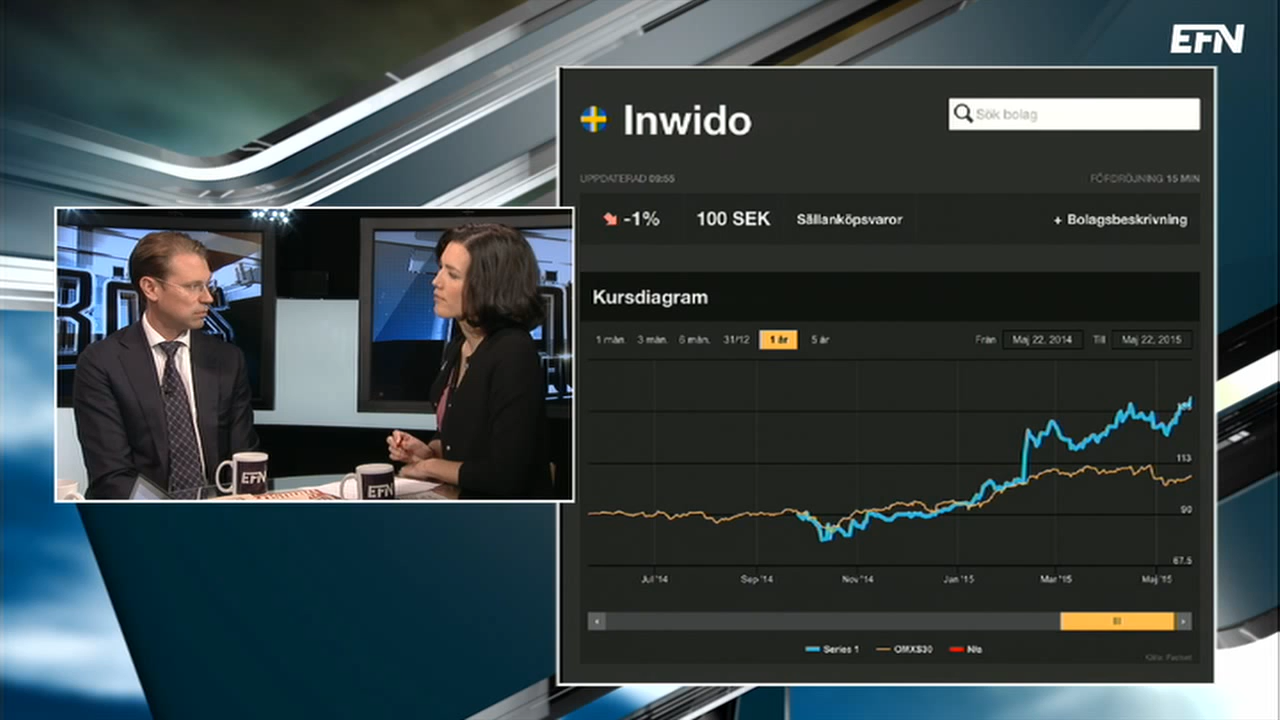 EFN
Inwido
Sök bolag
UPPDATERAD 09:55
FÖRDRÖJNING 15 MIN
-1%
100 SEK
Sällanköpsvaror
+ Bolagsbeskrivning
Kursdiagram
1 mån. 3 mån. 6 mån. 31/12 1 år 5 år
Från Maj 22, 2014 Till Maj 22, 2015
113
90
67.5
Jul '14 Sep '14 Nov '14 Jan '15 Mar '15 Maj '15
Series 1 OMXS30 N/a
EFN
EFN